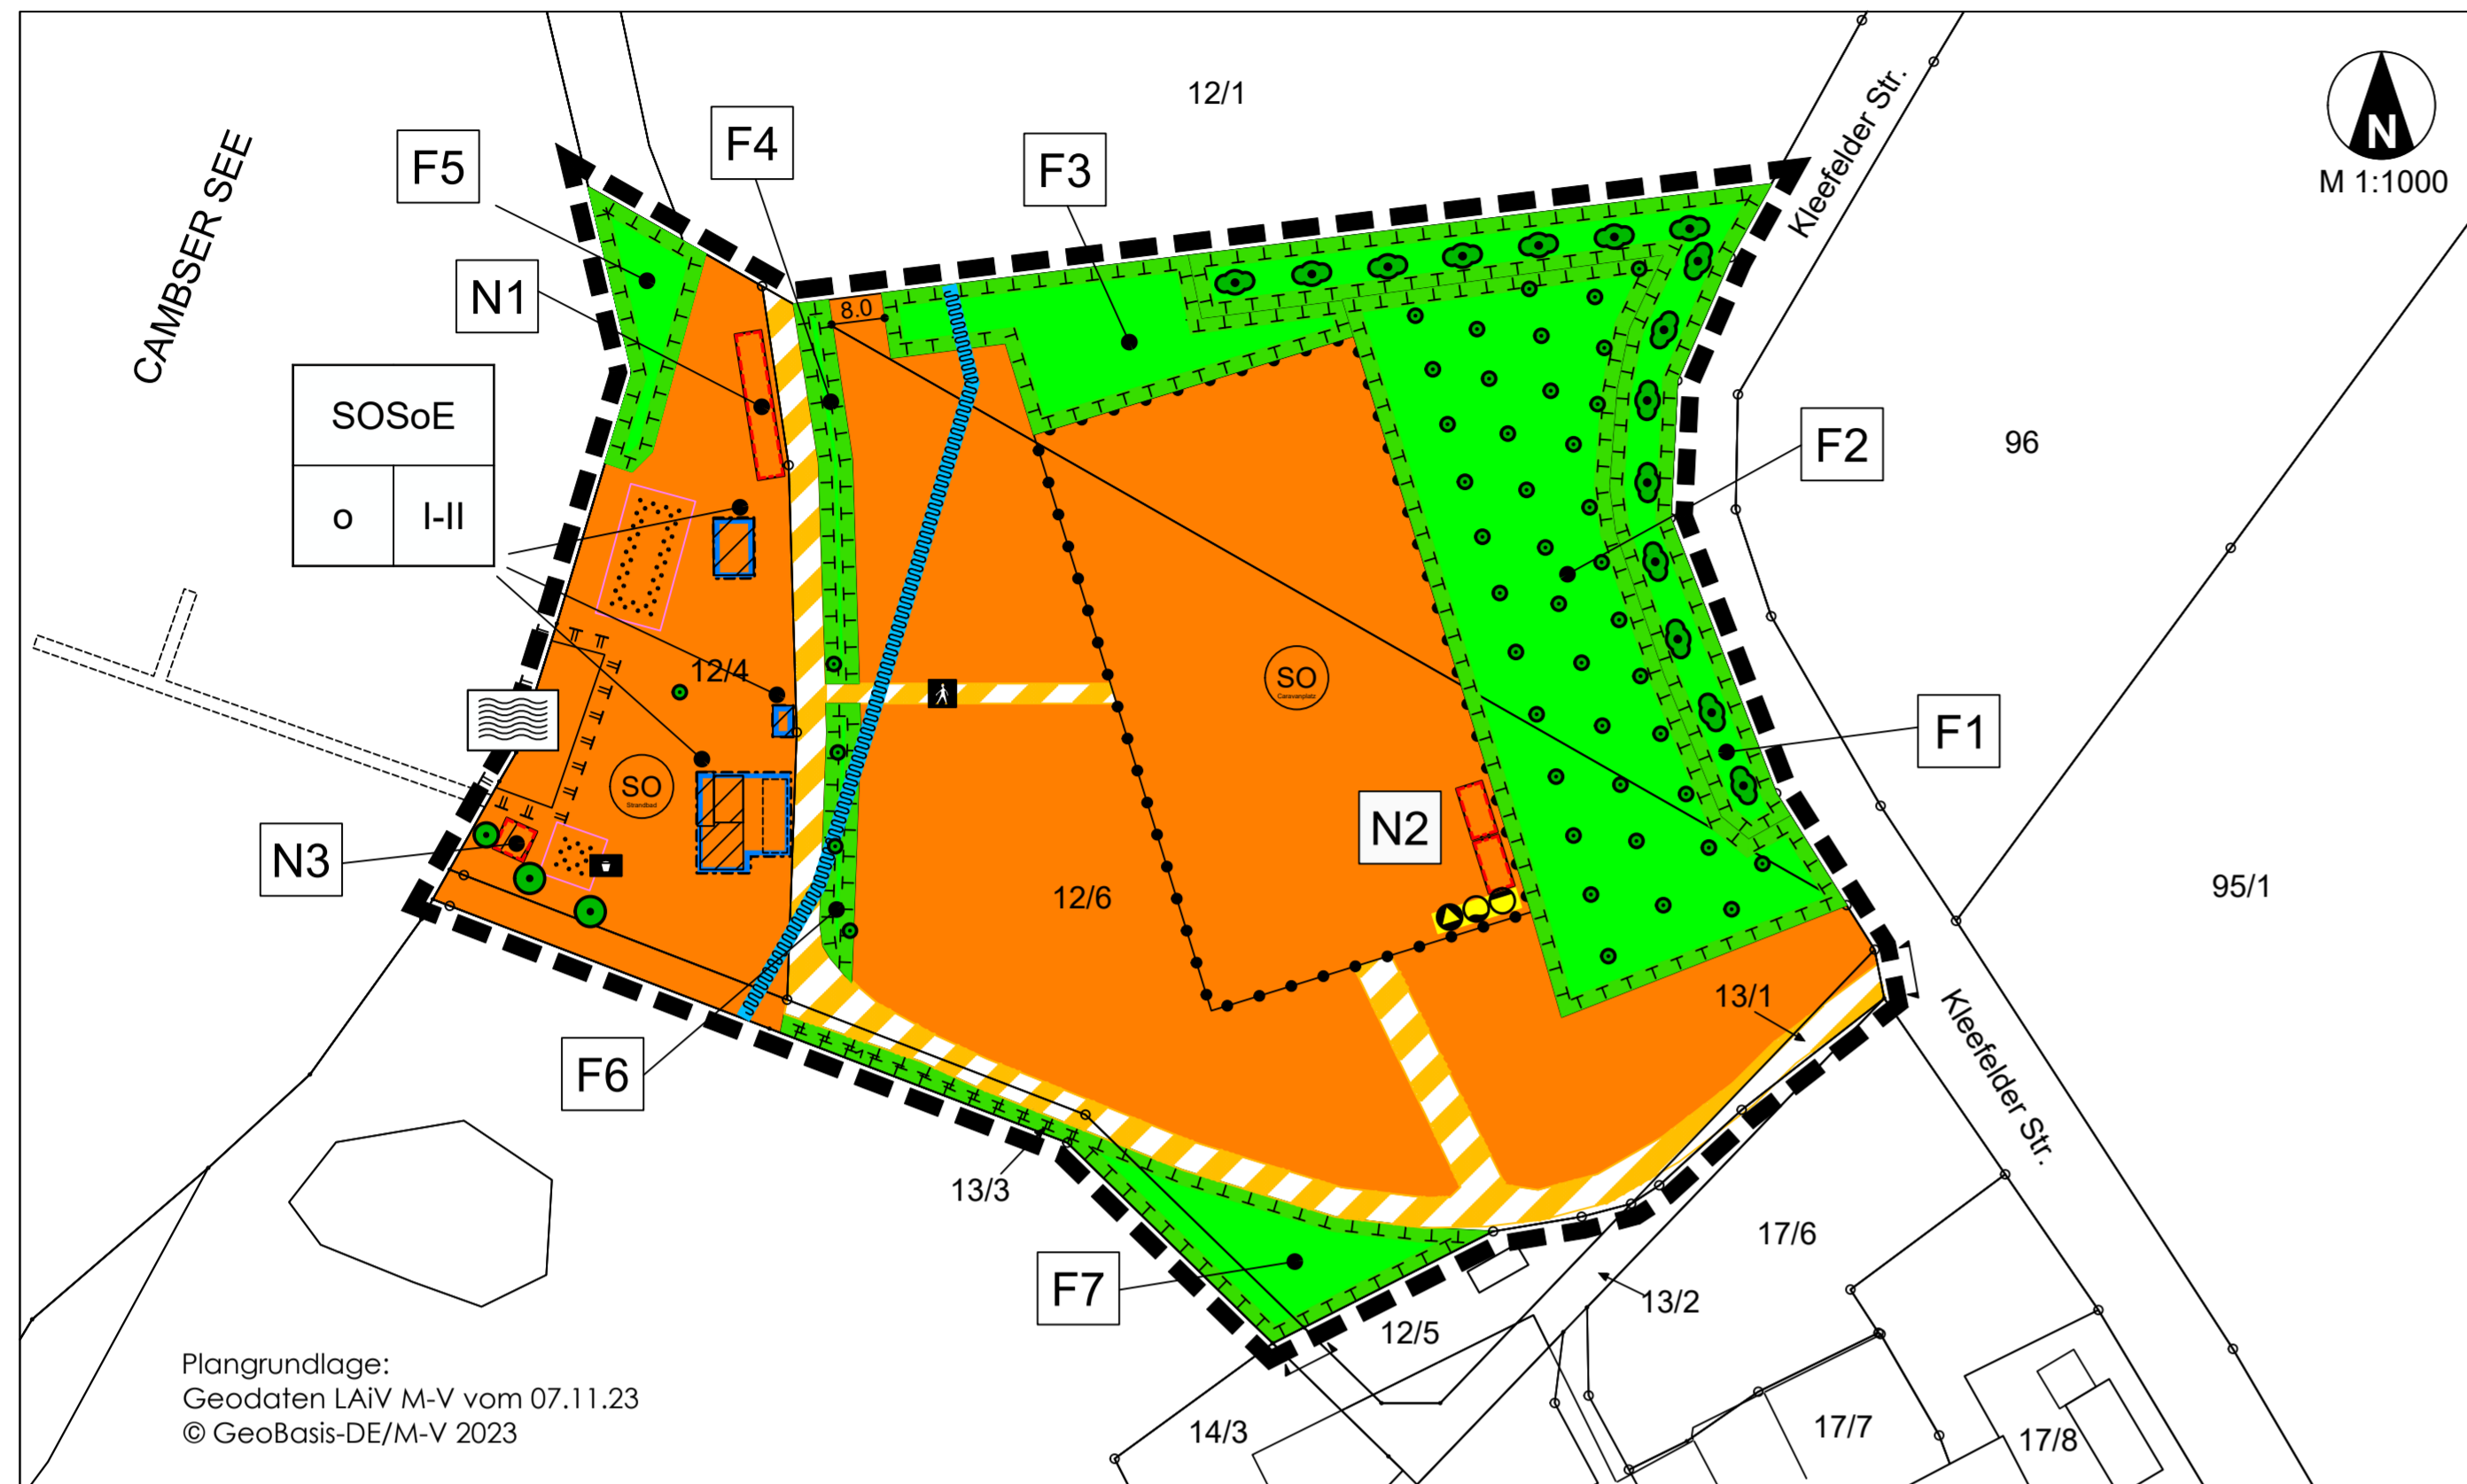 12/1
Kleefelder Str.
N
M 1:1000
CAMBSER SEE
F5
F4
F3
N1
8.0
SOSoE
o
I-II
F2
96
12/4
SO
Caravanplatz
F1
SO
Strandbad
N2
N3
12/6
95/1
13/1
Kleefelder Str.
F6
13/3
17/6
F7
13/2
12/5
Plangrundlage:
Geodaten LAiV M-V vom 07.11.23
© GeoBasis-DE/M-V 2023
14/3
17/7
17/8